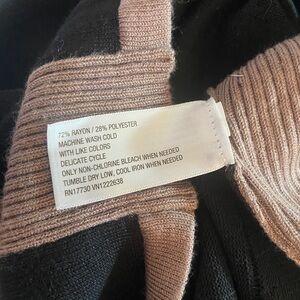 72% RAYON / 28% POLYESTER
MACHINE WASH COLD
WITH LIKE COLORS
DELICATE CYCLE
ONLY NON-CHLORINE BLEACH WHEN NEEDED
TUMBLE DRY LOW, COOL IRON WHEN NEEDED
RN17730 VN1222638